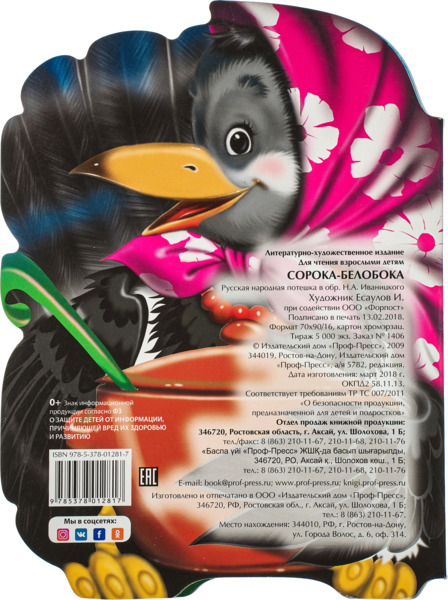 Литературно-художественное издание
Для чтения взрослыми детям
СОРОКА-БЕЛОБОКА
Русская народная потешка в обр. Н.А. Иваницкого
Художник Есаулов И.
при содействии ООО «Форпост»
Подписано в печать 13.02.2018.
Формат 70х90/16, картон хромэрзац.
Тираж 5 000 экз. Заказ № 1406
© Издательский дом «Проф-Пресс», 2009
344019, Ростов-на-Дону, Издательский дом
«Проф-Пресс», а/я 5782, редакция.
Дата изготовления: март 2018 г.
ОКПД2 58.11.13.
Соответствует требованиям ТР ТС 007/2011
«О безопасности продукции,
предназначенной для детей и подростков»
Отдел продаж книжной продукции:
346720, Ростовская область, г. Аксай, ул. Шолохова, 1 Б;
тел./факс: 8 (863) 210-11-67, 210-11-68, 210-11-76
«Баспа үйі «Проф-Пресс» ЖШҚ-да басып шығарылды,
346720, РО, Аксай қ., Шолохов көш., 1 Б;
тел.: 8 (863) 210-11-67, 210-11-68, 210-11-76
E-mail: book@prof-press.ru, www.prof-press.ru knigi.prof-press.ru
Изготовлено и отпечатано в ООО «Издательский дом «Проф-Пресс»,
346720, РФ, Ростовская обл., г. Аксай, ул. Шолохова, 1 Б;
тел.: 8 (863) 210-11-67.
Место нахождения: 344010, РФ, г. Ростов-на-Дону,
ул. Города Волос, д. 6, оф. 314.
0+ Знак информационной
продукции согласно ФЗ
О ЗАЩИТЕ ДЕТЕЙ ОТ ИНФОРМАЦИИ,
ПРИЧИНЯЮЩЕЙ ВРЕД ИХ ЗДОРОВЬЮ
И РАЗВИТИЮ
ISBN 978-5-378-01281-7
9 785378 012817
EAC
Мы в соцсетях: